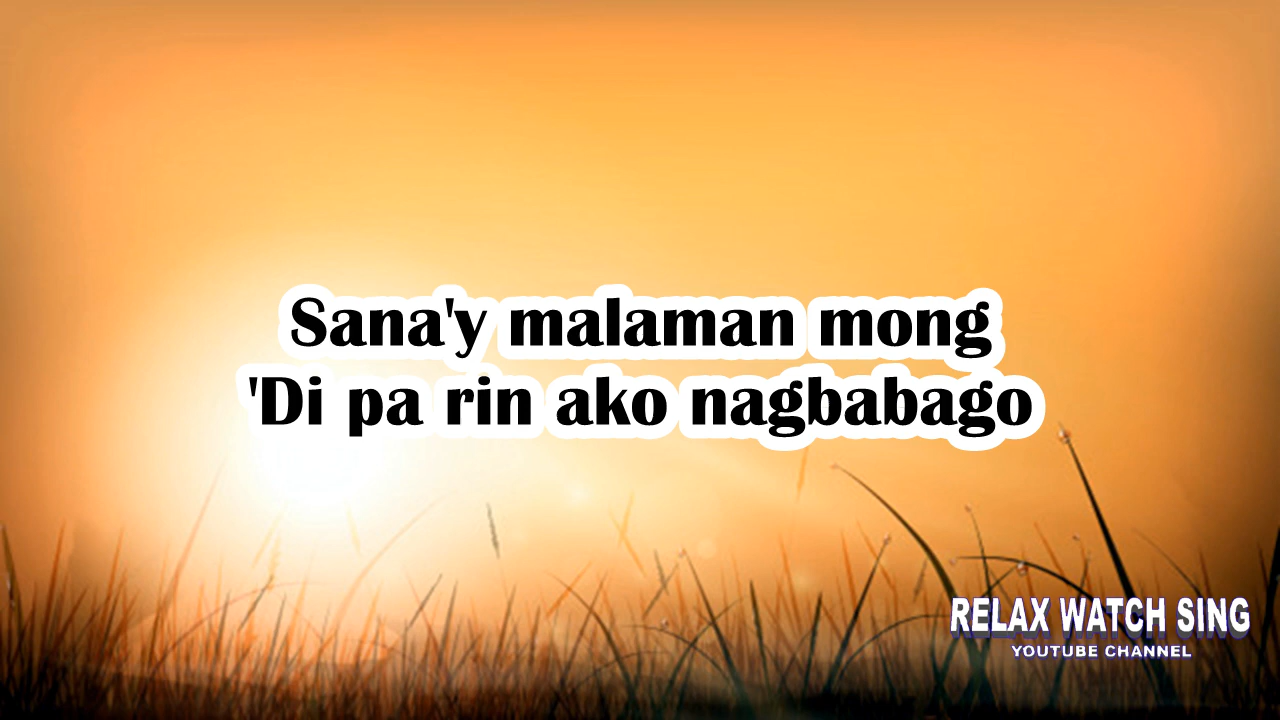 Sana'y malaman mong
'Di pa rin ako nagbabago
RELAX WATCH SING
YOUTUBE CHANNEL